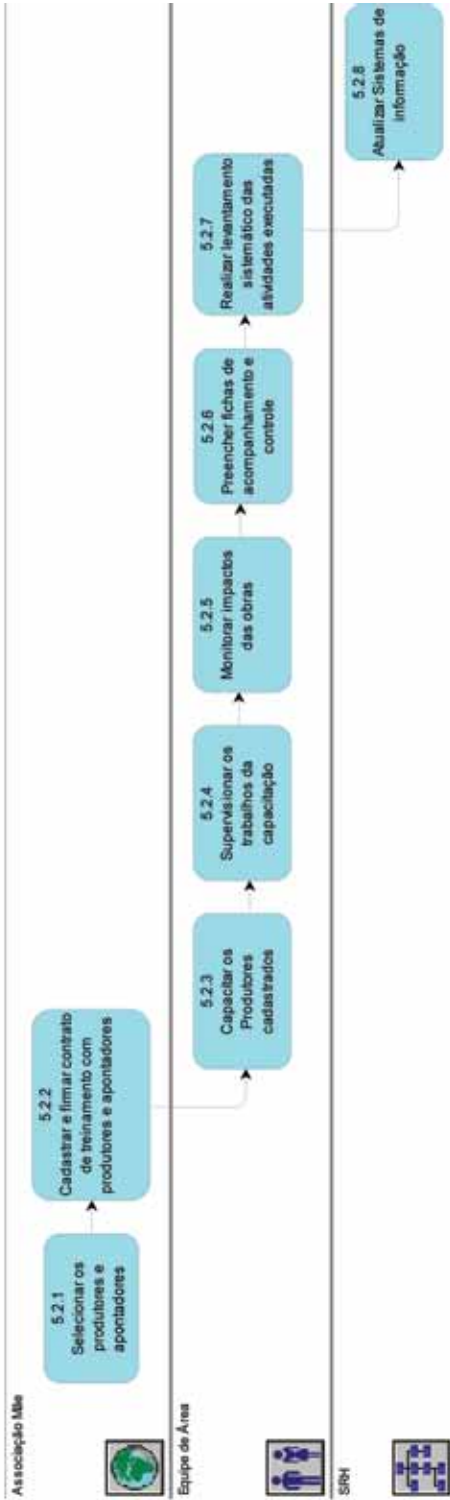 Associação Mãe
5.2.1
Selecionar os
produtores e
apontadores
5.2.2
Cadastrar e firmar contrato
de treinamento com
produtores e apontadores
Equipe de Área
5.2.3
Capacitar os
Produtores
cadastrados
5.2.4
Supervisionar os
trabalhos da
capacitação
5.2.5
Monitorar impactos
das obras
5.2.6
Preencher fichas de
acompanhamento e
controle
5.2.7
Realizar levantamento
sistemático das
atividades executadas
SRH
5.2.8
Atualizar Sistemas de
informação